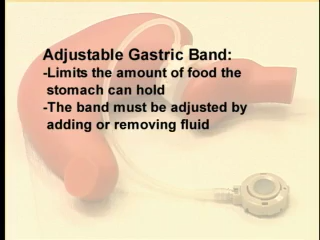 Adjustable Gastric Band:
-Limits the amount of food the
stomach can hold
-The band must be adjusted by
adding or removing fluid